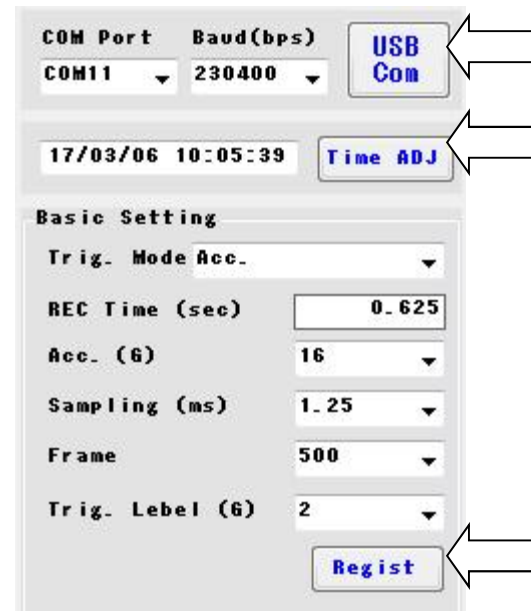 COM Port Baud(bps) USB Com
COM11 230400
17/03/06 10:05:39 Time ADJ
Basic Setting
Trig. Mode Acc.
REC Time (sec) 0.625
Acc. (G) 16
Sampling (ms) 1.25
Frame 500
Trig. Lebel (G) 2
Regist